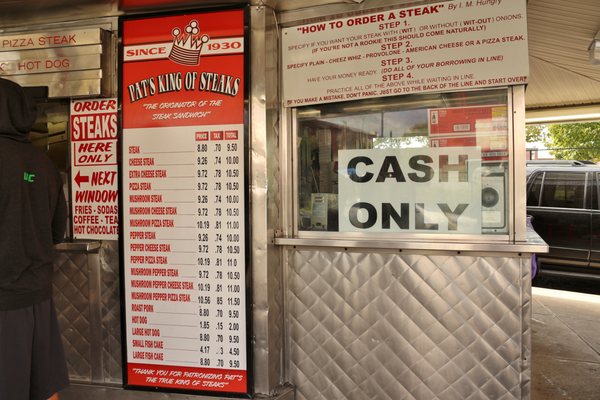 PIZZA STEAK
HOT DOG
ORDER
STEAKS
HERE
ONLY
NEXT
WINDOW
FRIES - SODAS
COFFEE - TEA
HOT CHOCOLATE
SINCE 1930
PAT'S KING OF STEAKS
"THE ORIGINATOR OF THE
STEAK SANDWICH"
PRICE TAX TOTAL
STEAK 8.80 .70 9.50
CHEESE STEAK 9.26 .74 10.00
EXTRA CHEESE STEAK 9.72 .78 10.50
PIZZA STEAK 9.72 .78 10.50
MUSHROOM STEAK 9.26 .74 10.00
MUSHROOM CHEESE STEAK 9.72 .78 10.50
MUSHROOM PIZZA STEAK 10.19 .81 11.00
PEPPER STEAK 9.26 .74 10.00
PEPPER CHEESE STEAK 9.72 .78 10.50
PEPPER PIZZA STEAK 10.19 .81 11.0
MUSHROOM PEPPER STEAK 9.72 .78 10.50
MUSHROOM PEPPER CHEESE STEAK 10.19 .81 11.00
MUSHROOM PEPPER PIZZA STEAK 10.56 .85 11.50
ROAST PORK 8.80 .70 9.50
HOT DOG 1.85 .15 2.00
LARGE HOT DOG 8.80 .70 9.50
SMALL FISH CAKE 4.17 3 4.50
LARGE FISH CAKE 8.80 .70 9.50
"THANK YOU FOR PATRONIZING PAT'S
THE TRUE KING OF STEAKS"
"HOW TO ORDER A STEAK" BY I. M. Hungry
STEP 1.
SPECIFY IF YOU WANT YOUR STEAK WITH (WIT) OR WITHOUT (WIT-OUT) ONIONS.
(IF YOU'RE NOT A ROOKIE THIS SHOULD COME NATURALLY)
STEP 2.
SPECIFY PLAIN - CHEEZ WHIZ - PROVOLONE - AMERICAN CHEESE OR A PIZZA STEAK.
STEP 3.
HAVE YOUR MONEY READY (DO ALL OF YOUR BORROWING IN LINE)
STEP 4.
PRACTICE ALL OF THE ABOVE WHILE WAITING IN LINE.
IF YOU MAKE A MISTAKE, DON'T PANIC, JUST GO TO THE BACK OF THE LINE AND START OVER
CASH
ONLY